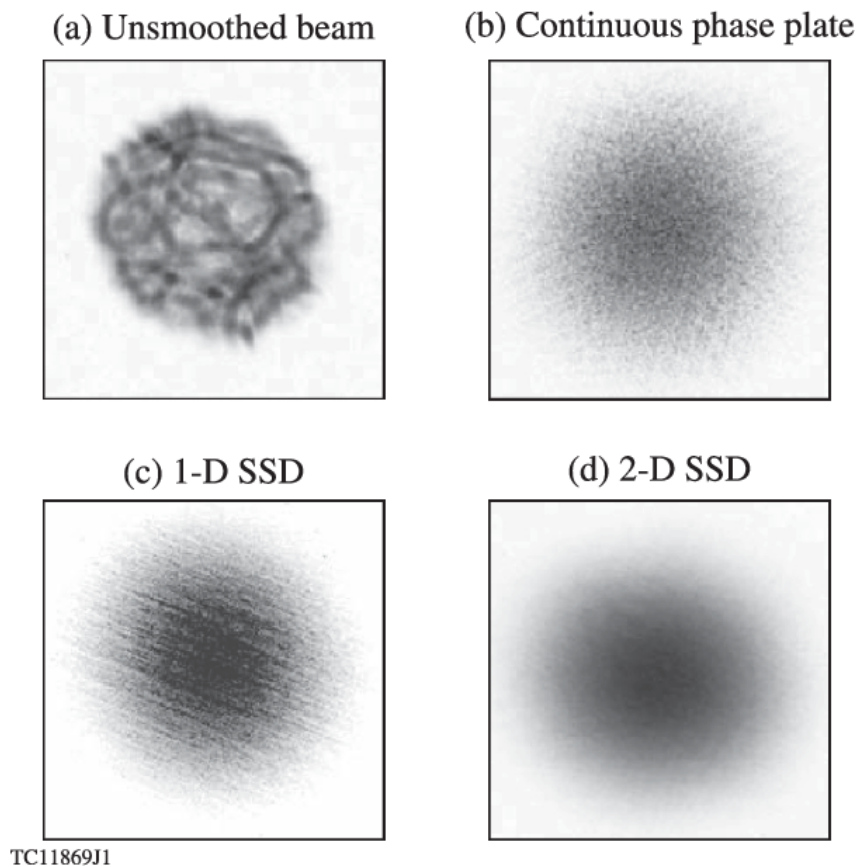 (a) Unsmoothed beam
(b) Continuous phase plate
(c) 1-D SSD
(d) 2-D SSD
TC11869J1